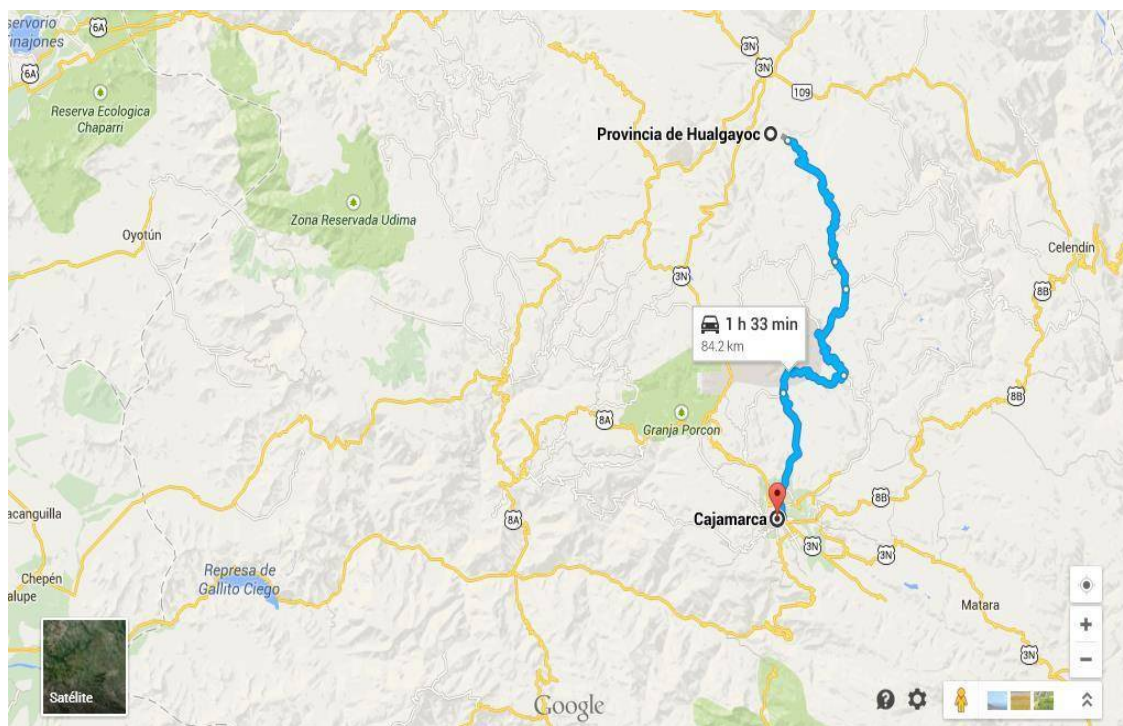 servorio
inajones
6A
6A
3N
3N
109
Reserva Ecologica
Chaparri
Provincia de Hualgayoc
Zona Reservada Udima
Oyotún
Celendín
3N
8B
1 h 33 min
84.2 km
8B
8A
Granja Porcon
8B
acanguilla
8A
Cajamarca
3N
3N
Represa de
Gallito Ciego
Chepén
alupe
Matara
3N
Satélite
Google